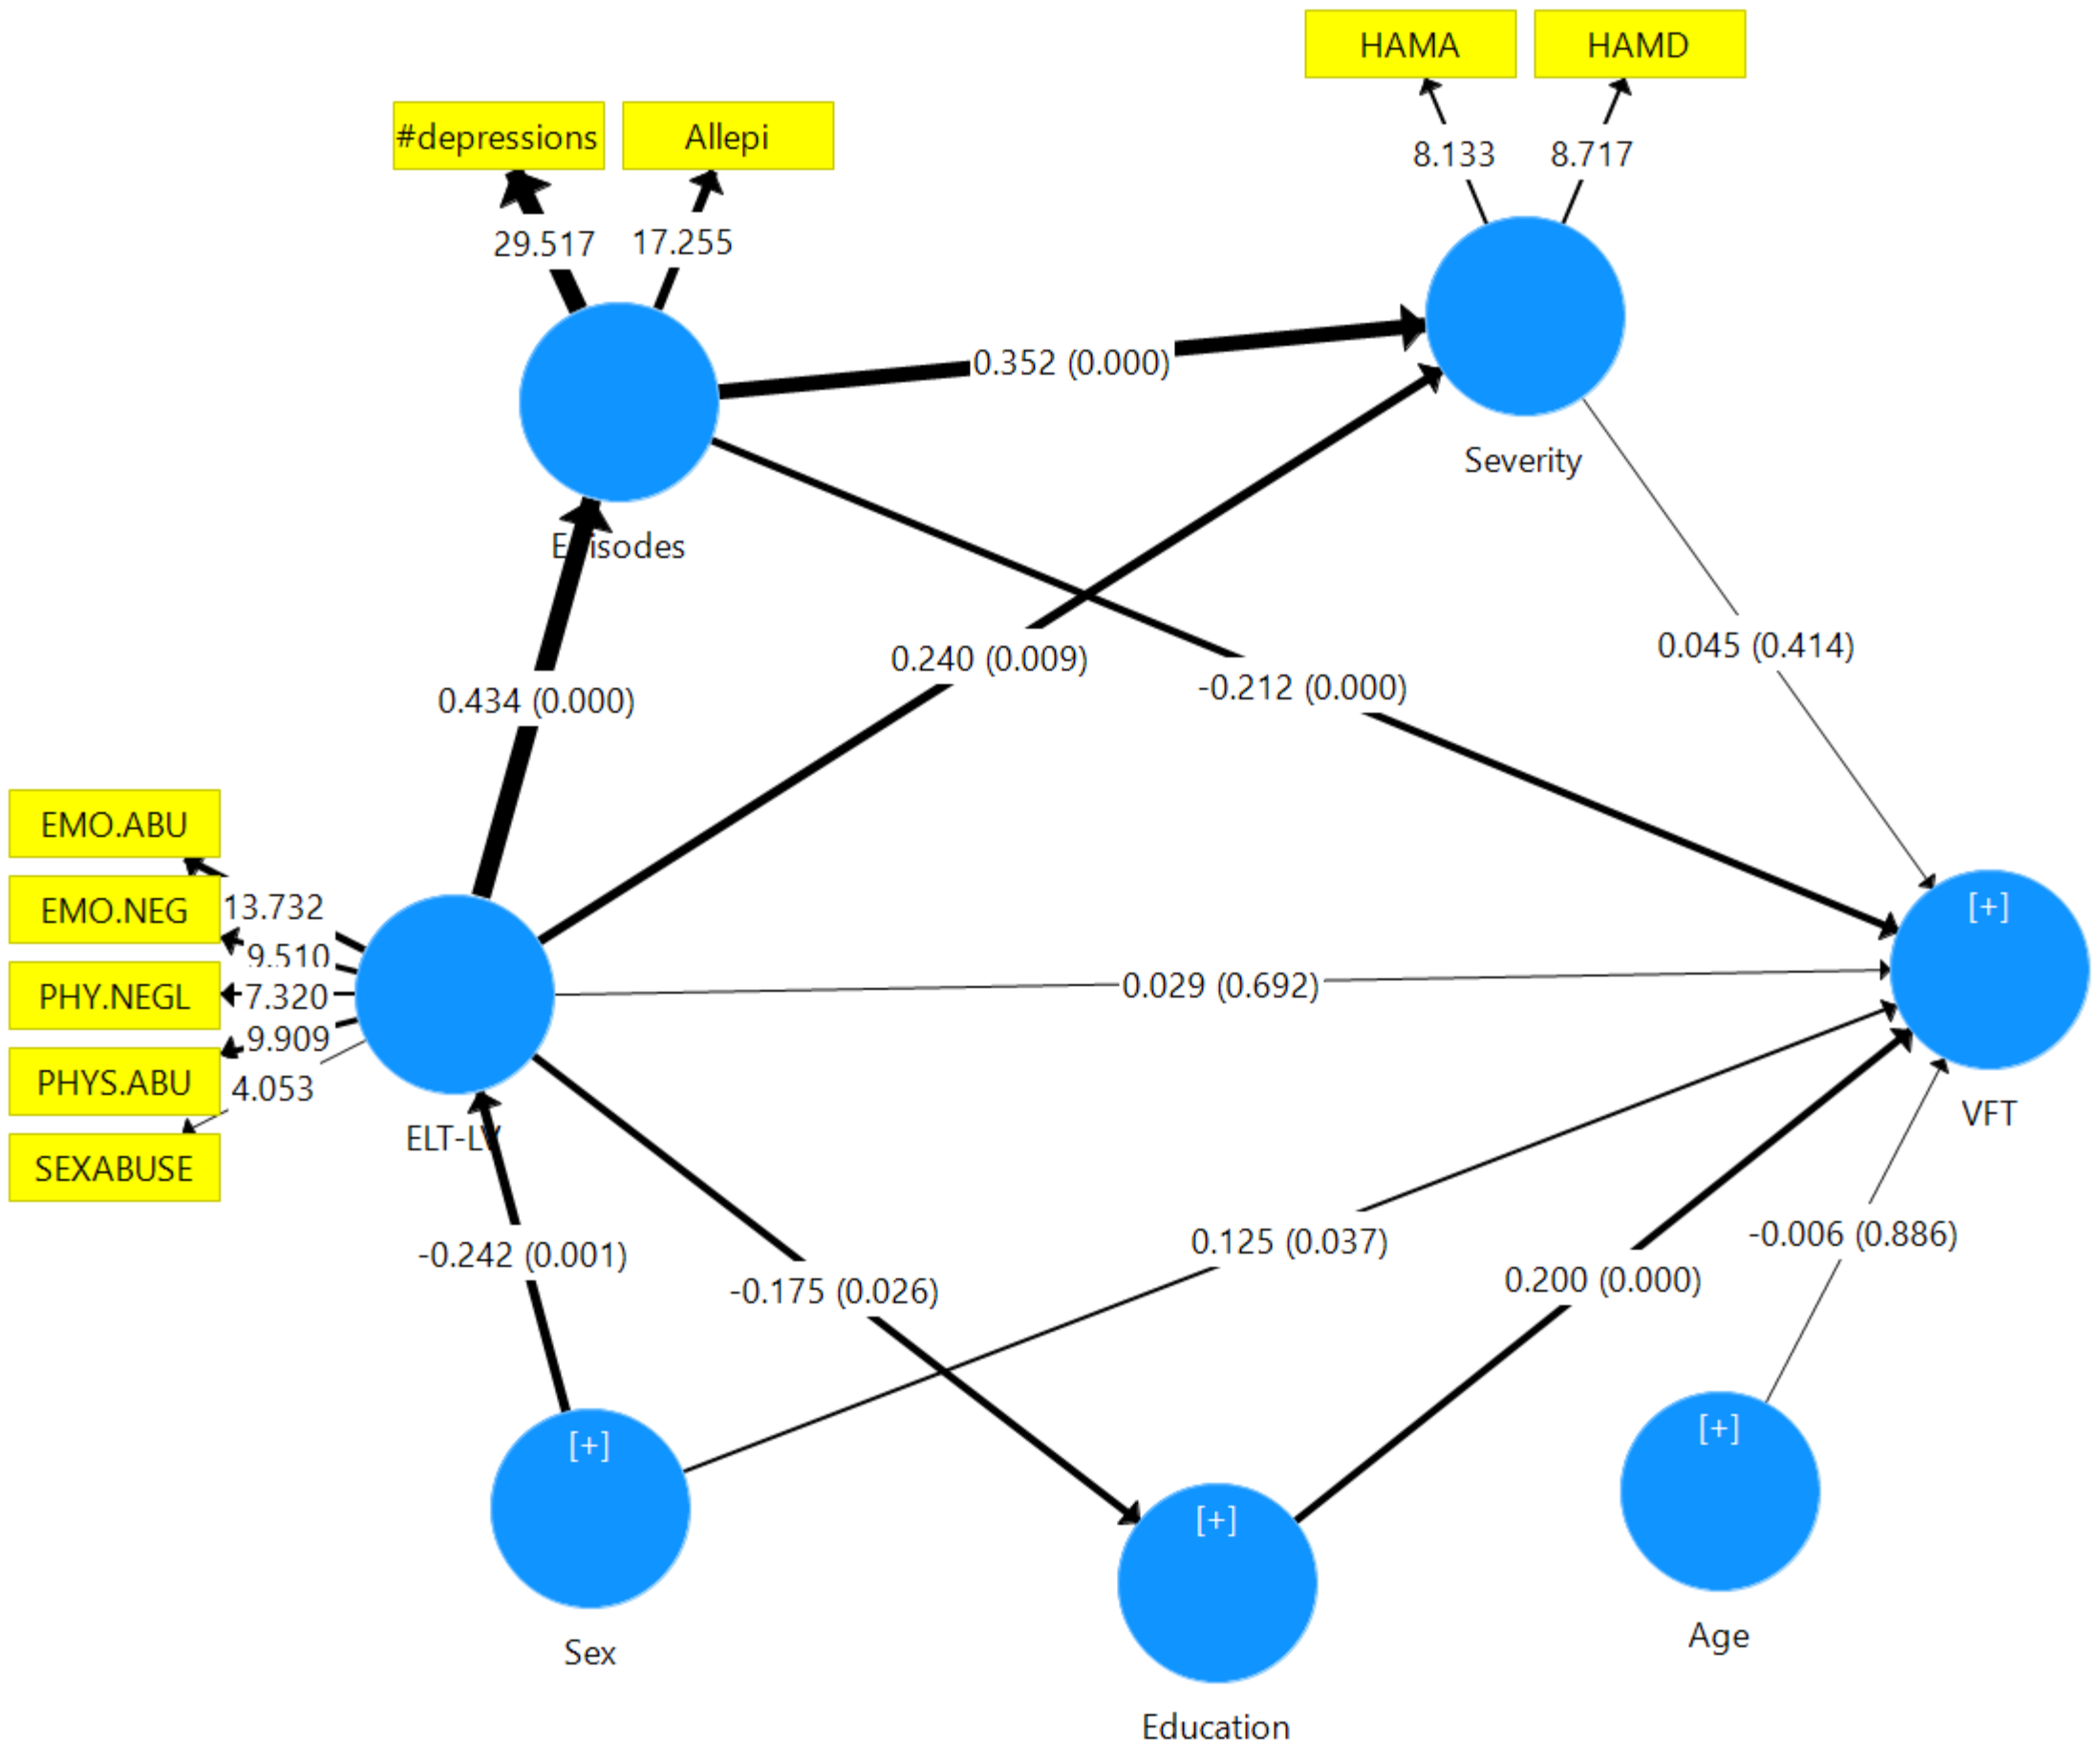 HAMA
HAMD
#depressions
Allepi
8.133
8.717
29.517
17.255
0.352 (0.000)
Severity
Episodes
0.240 (0.009)
0.045 (0.414)
-0.212 (0.000)
0.434 (0.000)
EMO.ABU
EMO.NEG
13.732
[+]
9.510
PHY.NEGL
7.320
0.029 (0.692)
9.909
PHYS.ABU
4.053
VFT
ELT-LV
SEXABUSE
-0.242 (0.001)
0.125 (0.037)
-0.006 (0.886)
-0.175 (0.026)
0.200 (0.000)
[+]
[+]
[+]
Sex
Age
Education